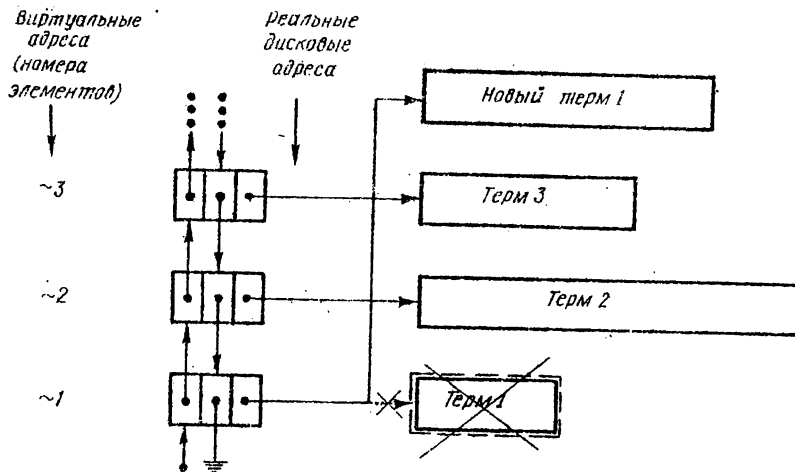 Виртуальные
адреса
(номера
элементов)
Реальные
дисковые
адреса
Новый терм 1
~3
Терм 3
~2
Терм 2
~1
Терм 1